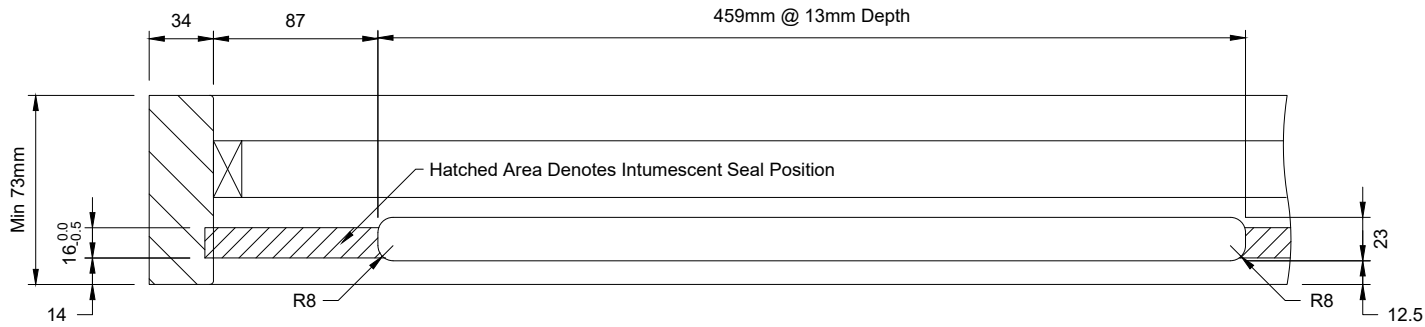 459mm @ 13mm Depth
34
87
Min 73mm
Hatched Area Denotes Intumescent Seal Position
16 0.0
-0.5
23
R8
R8
14
12.5